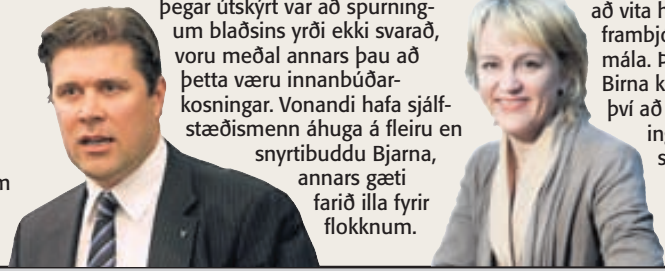 þegar útskýrt var að spurning-
um blaðsins yrði ekki svarað,
voru meðal annars þau að
þetta væru innanbúðar-
kosningar. Vonandi hafa sjálf-
stæðismenn áhuga á fleiru en
snyrtibuddu Bjarna,
annars gæti
farið illa fyrir
flokknum.
að vita
frambjó
mála.
Birna k
því að
in
s
m